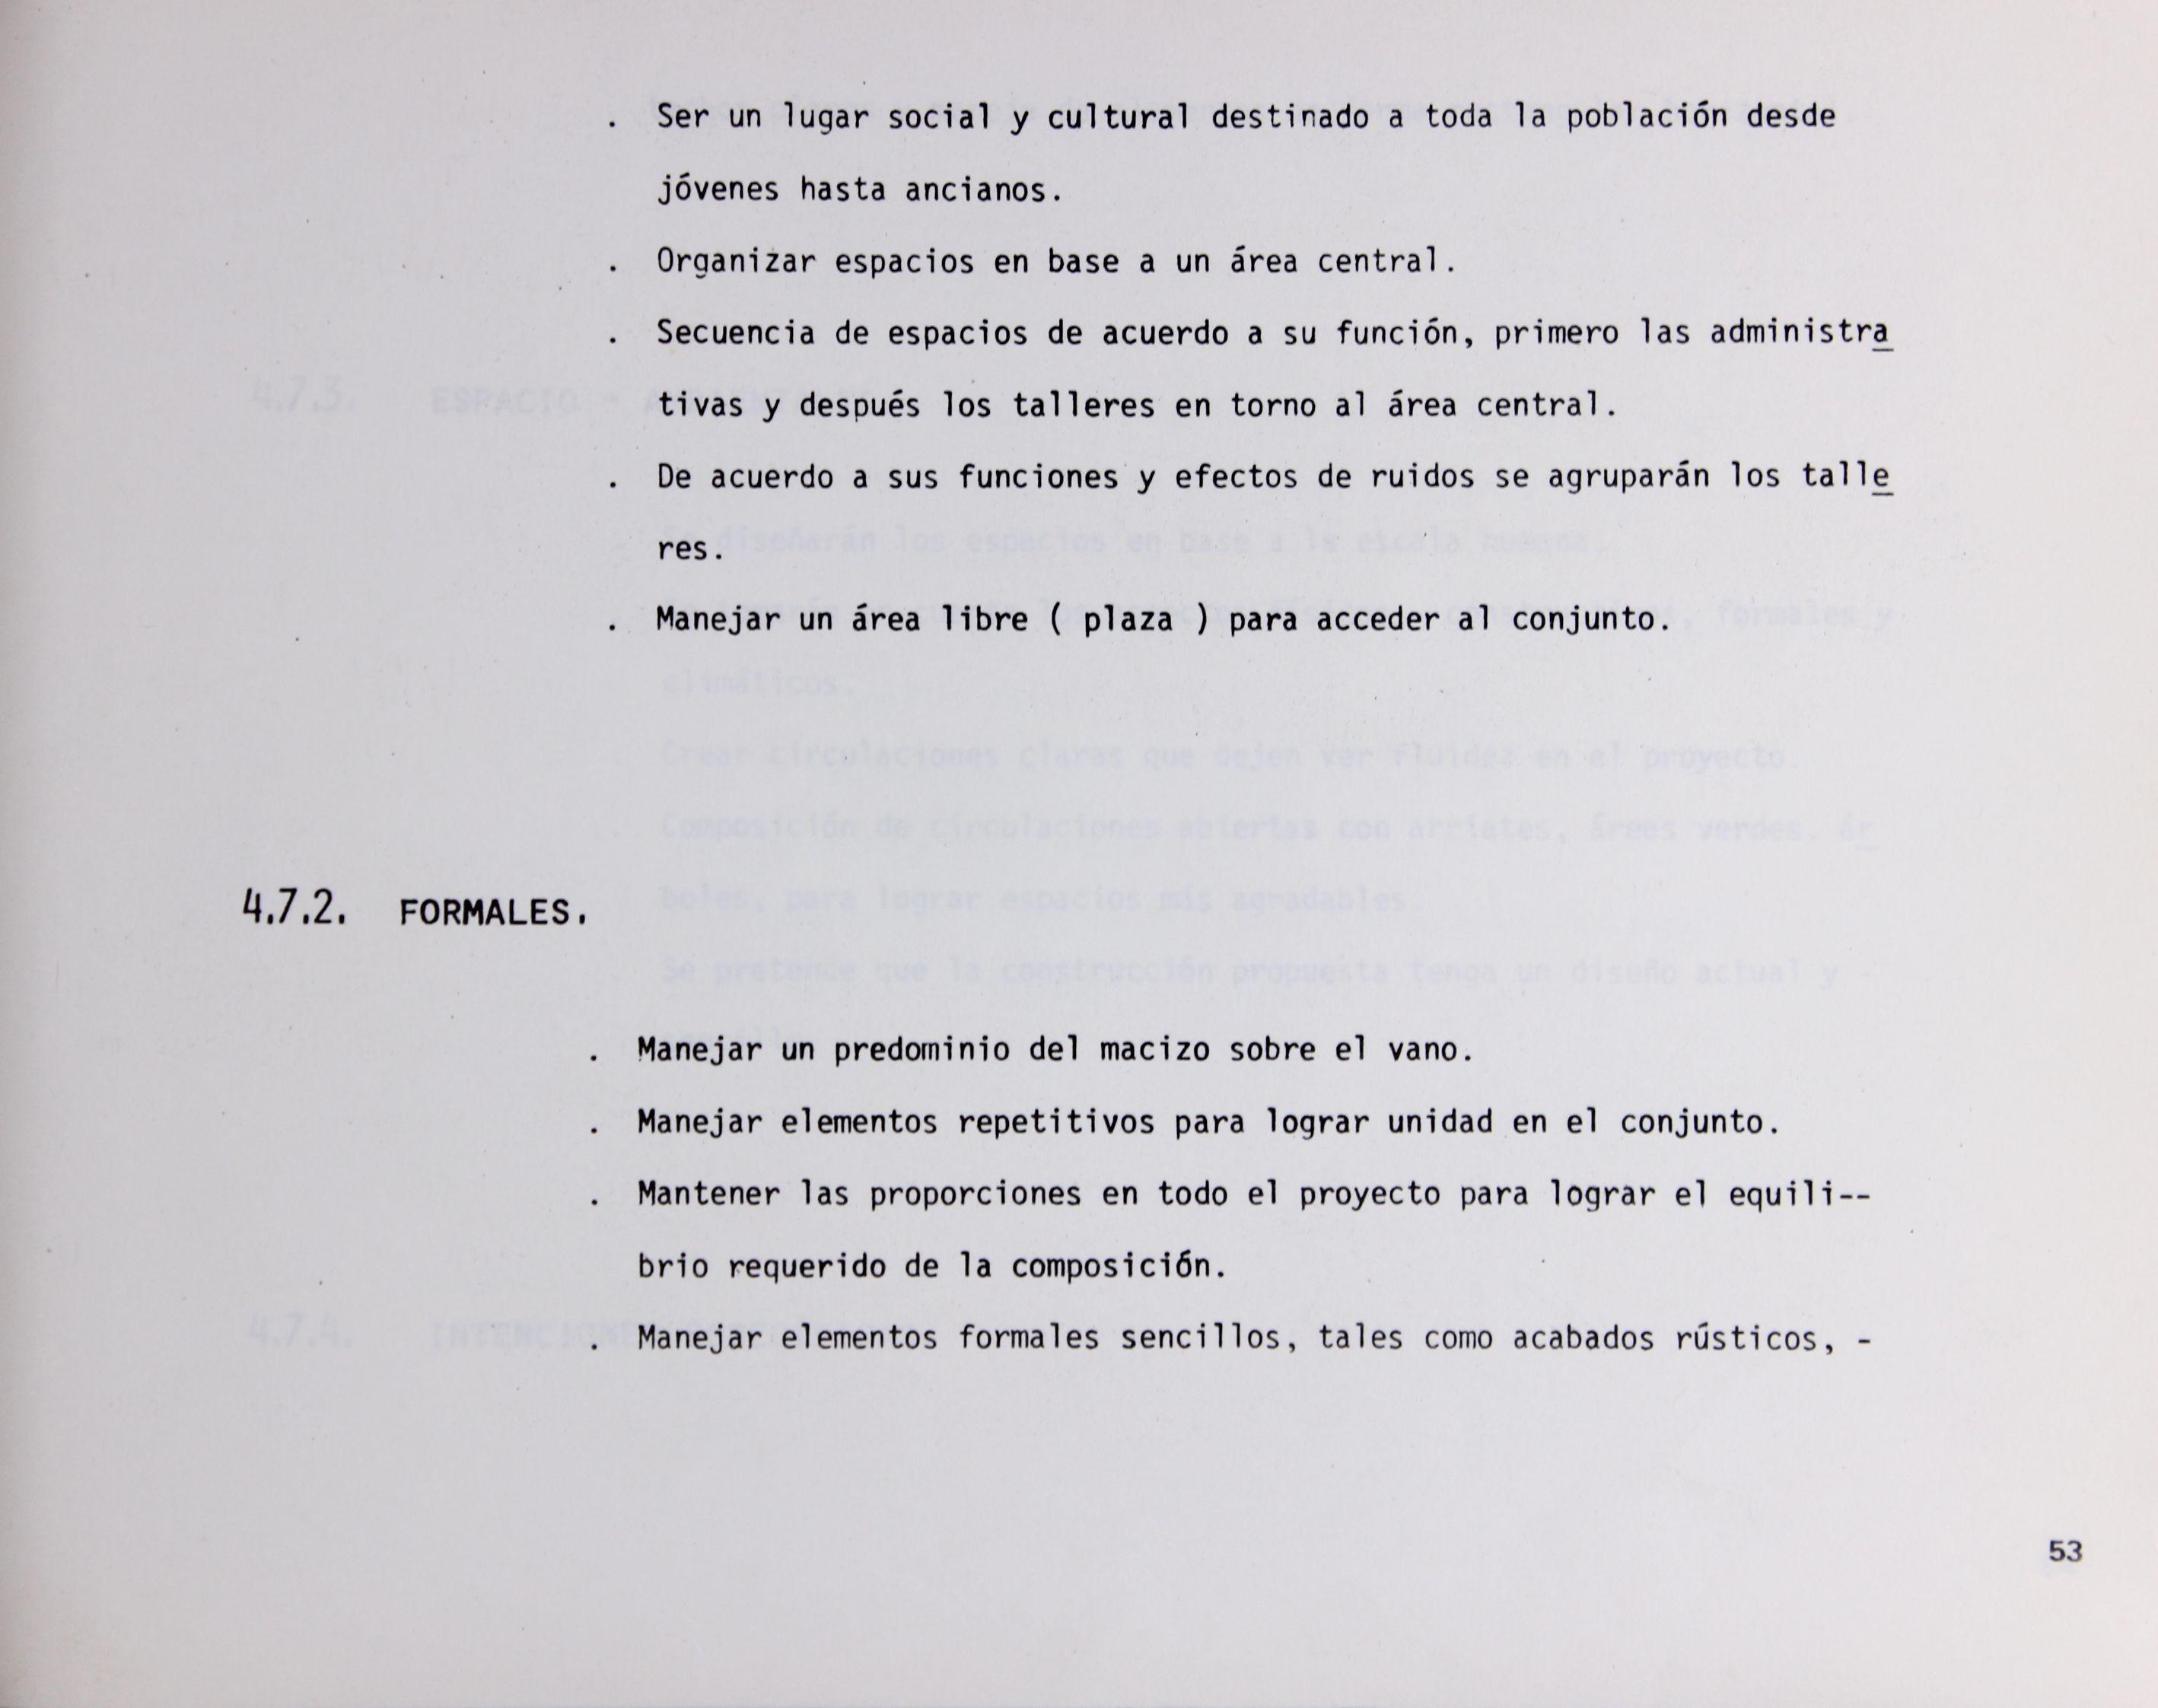 . Ser un lugar social y cultural destinado a toda la población desde
jóvenes hasta ancianos.
. Organizar espacios en base a un área central.
. Secuencia de espacios de acuerdo a su función, primero las administra
tivas y después los talleres en torno al área central.
. De acuerdo a sus funciones y efectos de ruidos se agruparán los talle
res.
. Manejar un área libre ( plaza ) para acceder al conjunto.
4.7.2. FORMALES.
. Manejar un predominio del macizo sobre el vano.
. Manejar elementos repetitivos para lograr unidad en el conjunto.
. Mantener las proporciones en todo el proyecto para lograr el equili--
brio requerido de la composición.
. Manejar elementos formales sencillos, tales como acabados rústicos, -
53